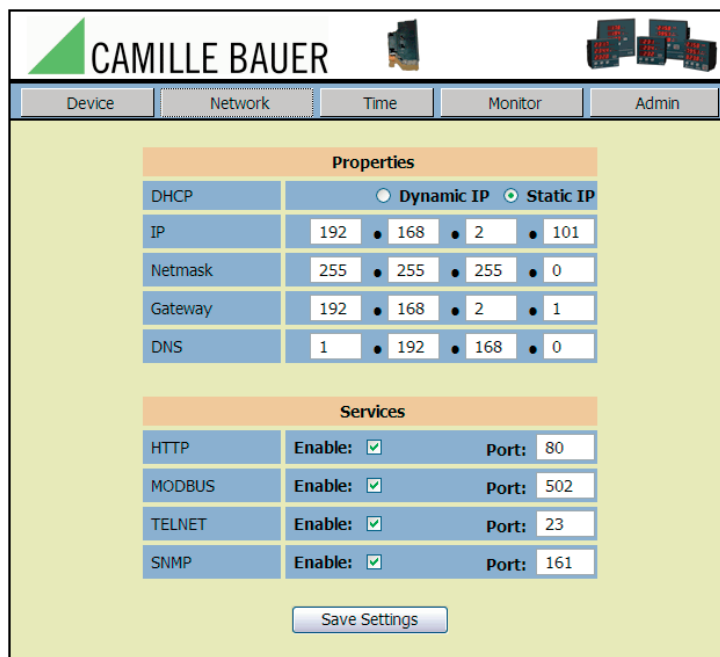 CAMILLE BAUER
Device Network Time Monitor Admin
Properties
DHCP Dynamic IP Static IP
IP 192 . 168 . 2 . 101
Netmask 255 . 255 . 255 . 0
Gateway 192 . 168 . 2 . 1
DNS 1 . 192 . 168 . 0
Services
HTTP Enable: Port: 80
MODBUS Enable: Port: 502
TELNET Enable: Port: 23
SNMP Enable: Port: 161
Save Settings